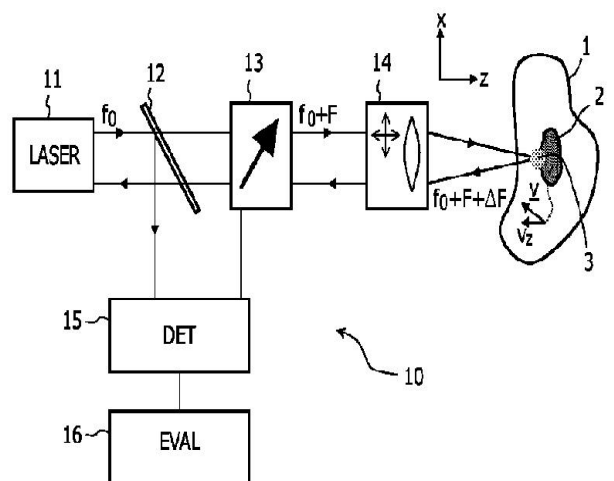 X
Z
1
2
3
11
12
13
14
LASER
f₀
f₀+F
f₀+F+ΔF
v
vz
15
DET
10
16
EVAL